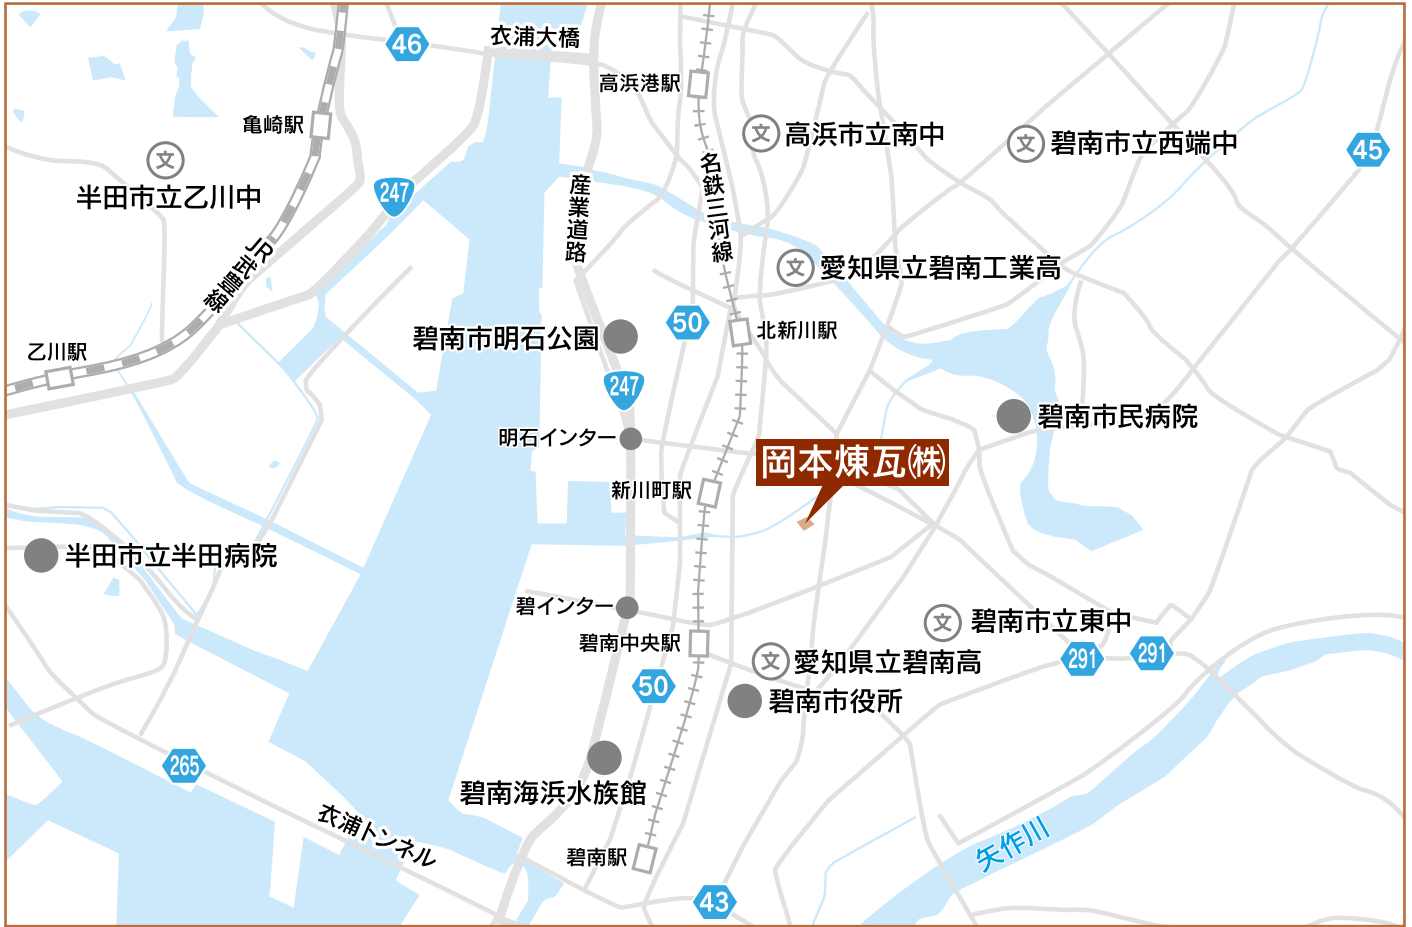 46
衣浦大橋
高浜港駅
亀崎駅
文
高浜市立南中
文
碧南市立西端中
45
文
半田市立乙川中
247
産業道路
名鉄三河線
JR武豊線
文
愛知県立碧南工業高
50
碧南市明石公園
北新川駅
乙川駅
247
碧南市民病院
明石インター
岡本煉瓦㈱
新川町駅
半田市立半田病院
碧インター
碧南中央駅
文
碧南市立東中
291
291
文
愛知県立碧南高
50
碧南市役所
265
碧南海浜水族館
衣浦トンネル
矢作川
碧南駅
43